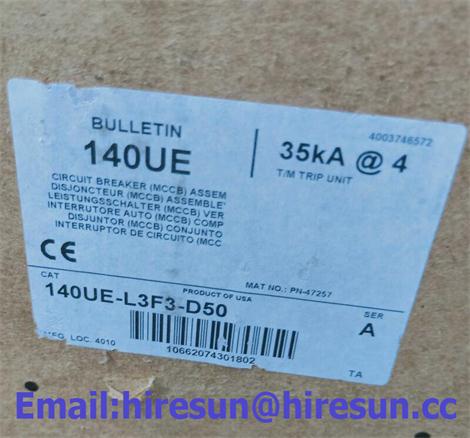 BULLETIN
140UE
35kA @ 4
4003746572
T/M TRIP UNIT
CIRCUIT BREAKER (MCCB) ASSEM
DISJONCTEUR (MCCB) ASSEMBLE'
LEISTUNGSSCHALTER (MCCB) VER
INTERRUTORE AUTO (MCCB) COMP
DISJUNTOR (MCCB) CONJUNTO
INTERRUPTOR DE CIRCUITO (MCC
CE
MAT NO.: PN-47257
PRODUCT OF USA
CAT
140UE-L3F3-D50
SER
A
MFG. LOC. 4010
10662074301802
TA
Email:hiresun@hiresun.cc